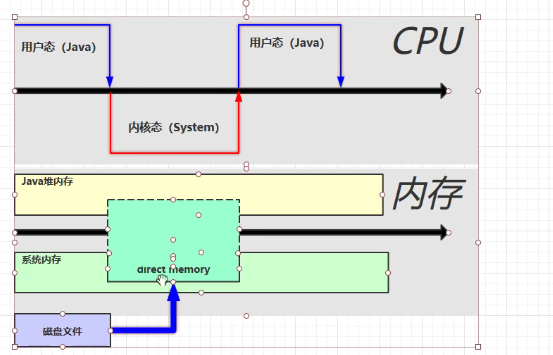 CPU
用户态（Java）
用户态（Java）
内核态（System）
内存
Java堆内存
direct memory
系统内存
磁盘文件